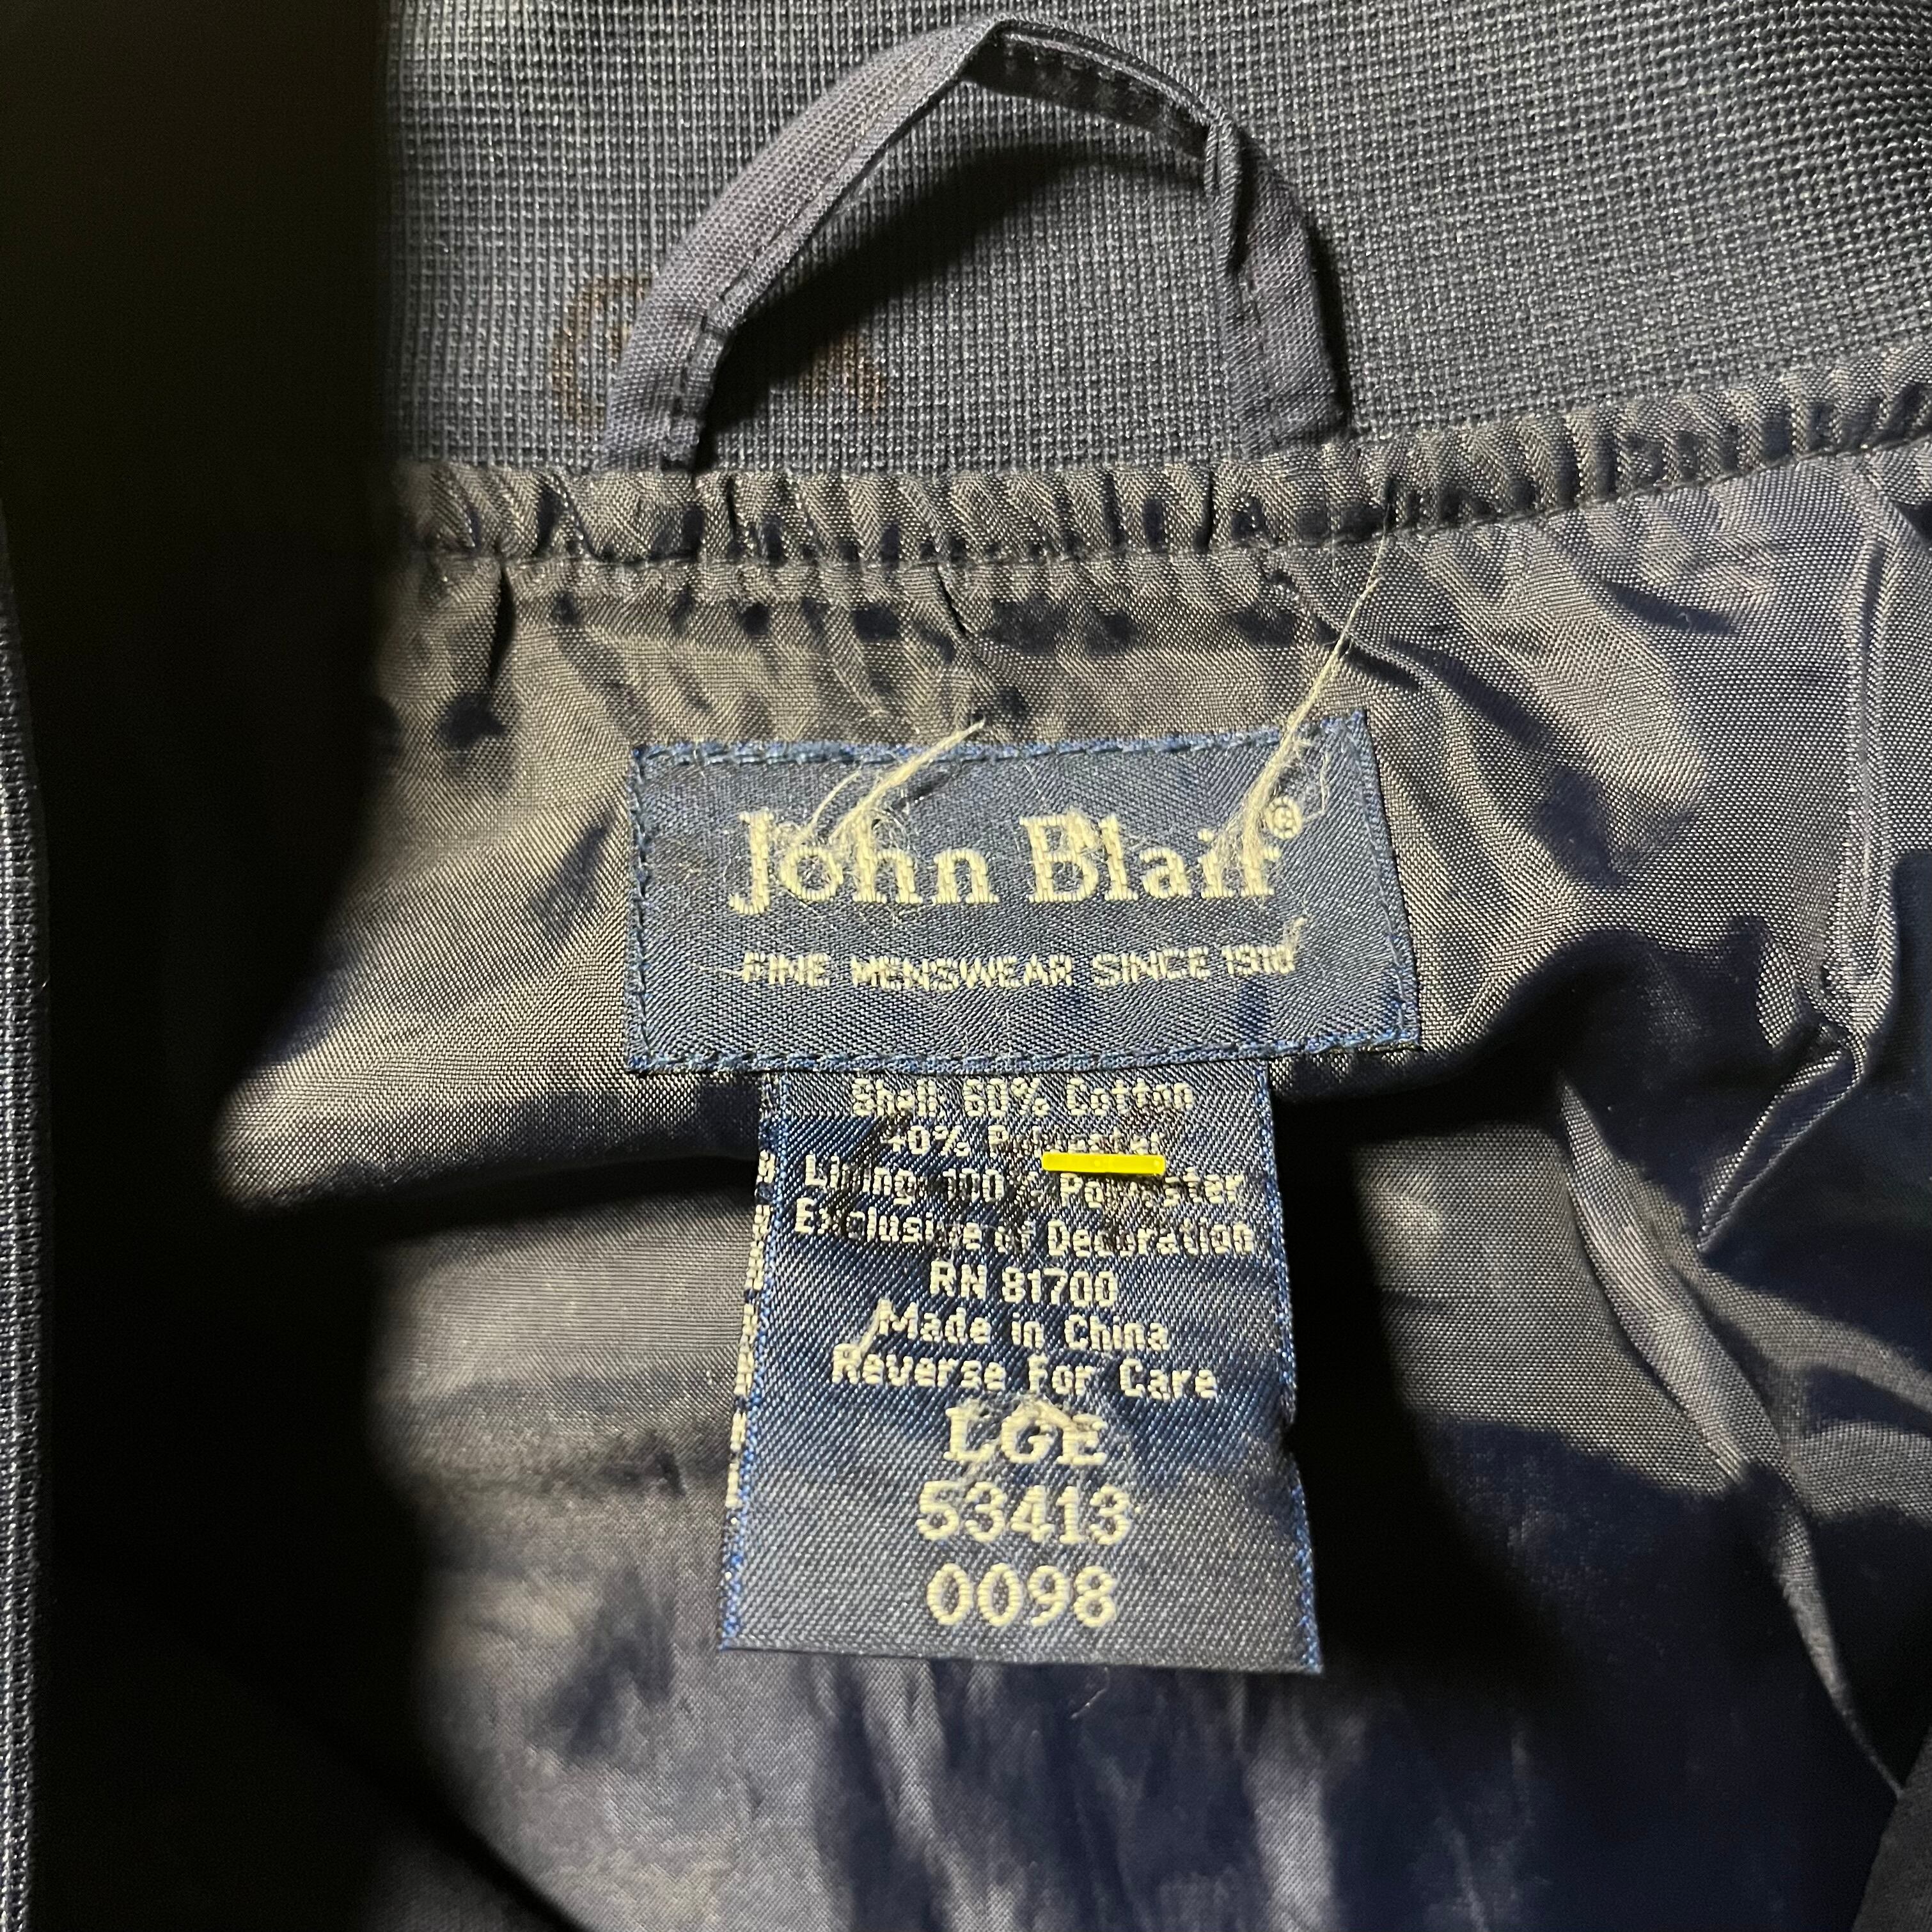 John Blair®
FINE MENSWEAR SINCE 1918
Shell: 60% Cotton
40% Polyester
Lining: 100% Polyester
Exclusive of Decoration
RN 81700
Made in China
Reverse For Care
LGE
53413
0098